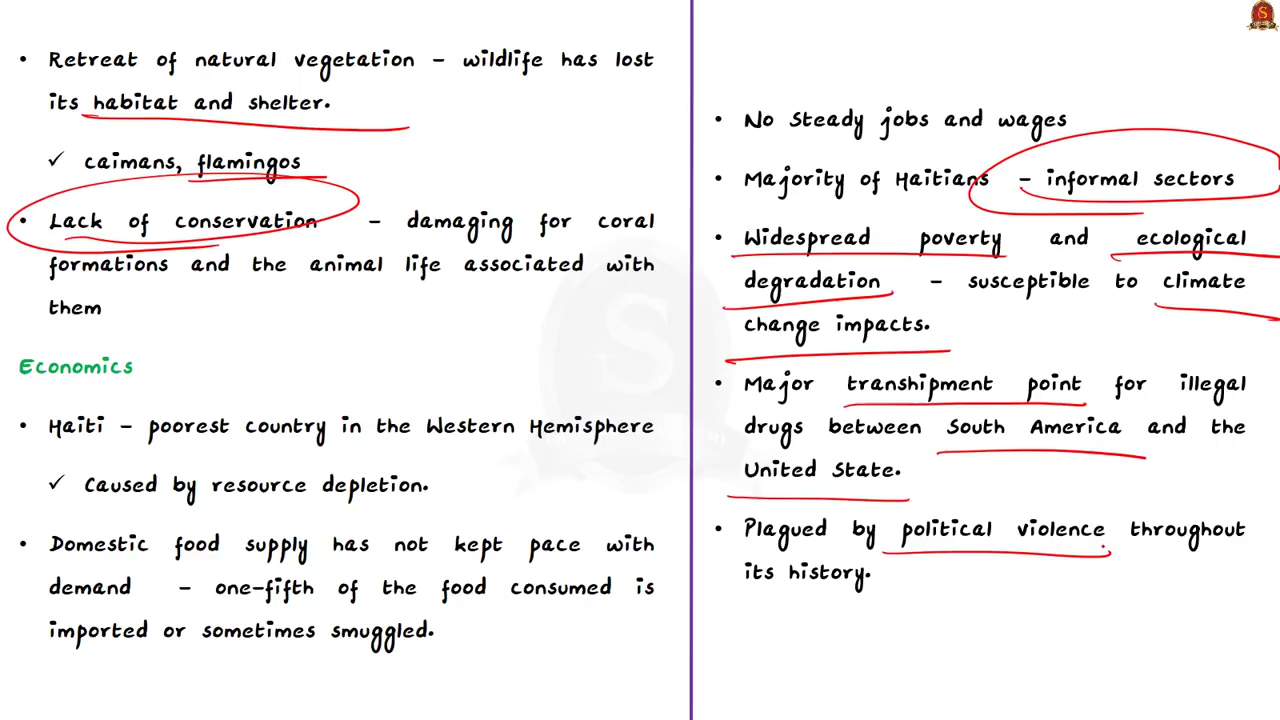 • Retreat of natural vegetation – wildlife has lost
its habitat and shelter.
✓ caimans, flamingos
• Lack of conservation – damaging for coral
formations and the animal life associated with
them
Economics
• Haiti – poorest country in the Western Hemisphere
✓ Caused by resource depletion.
• Domestic food supply has not kept pace with
demand – one-fifth of the food consumed is
imported or sometimes smuggled.
• No steady jobs and wages
• Majority of Haitians – informal sectors
• Widespread poverty and ecological
degradation – susceptible to climate
change impacts.
• Major transhipment point for illegal
drugs between South America and the
United State.
• Plagued by political violence throughout
its history.
S
S